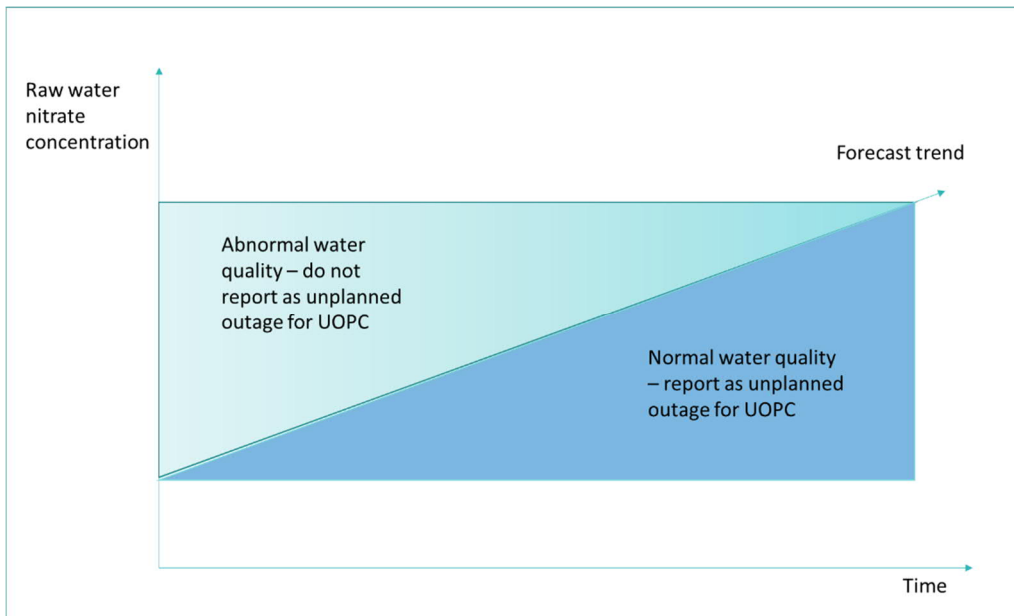 Raw water
nitrate
concentration
Forecast trend
Abnormal water
quality – do not
report as unplanned
outage for UOPC
Normal water quality
– report as unplanned
outage for UOPC
Time